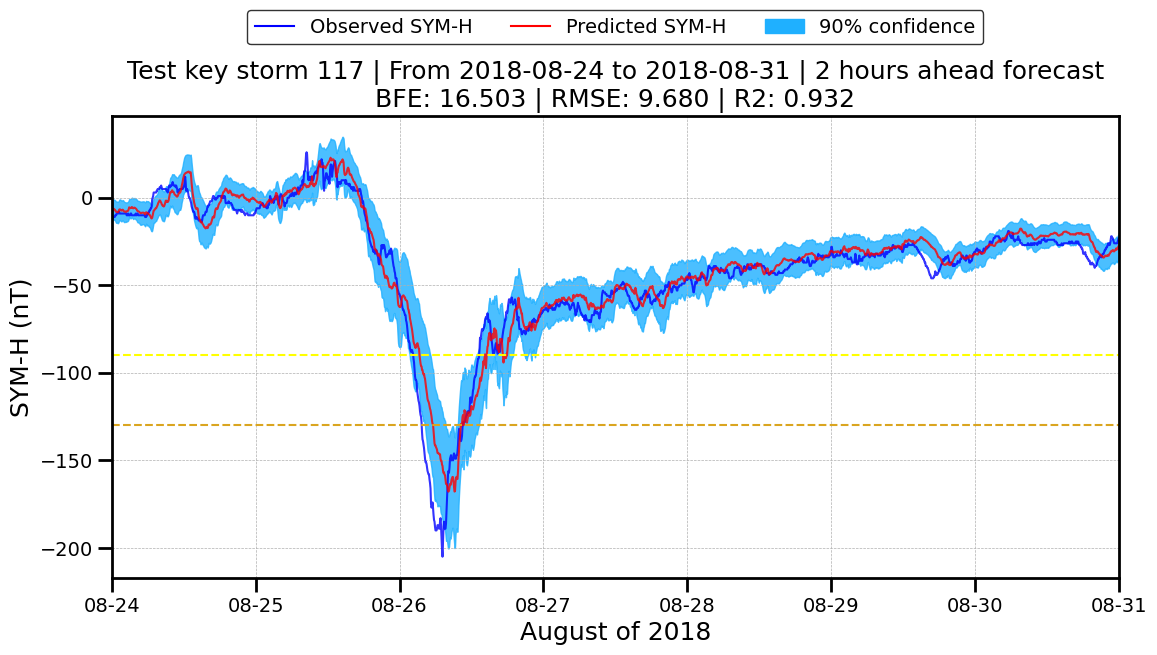 Observed SYM-H Predicted SYM-H 90% confidence
Test key storm 117 | From 2018-08-24 to 2018-08-31 | 2 hours ahead forecast
BFE: 16.503 | RMSE: 9.680 | R2: 0.932
SYM-H (nT)
0
−50
−100
−150
−200
08-24 08-25 08-26 08-27 08-28 08-29 08-30 08-31
August of 2018